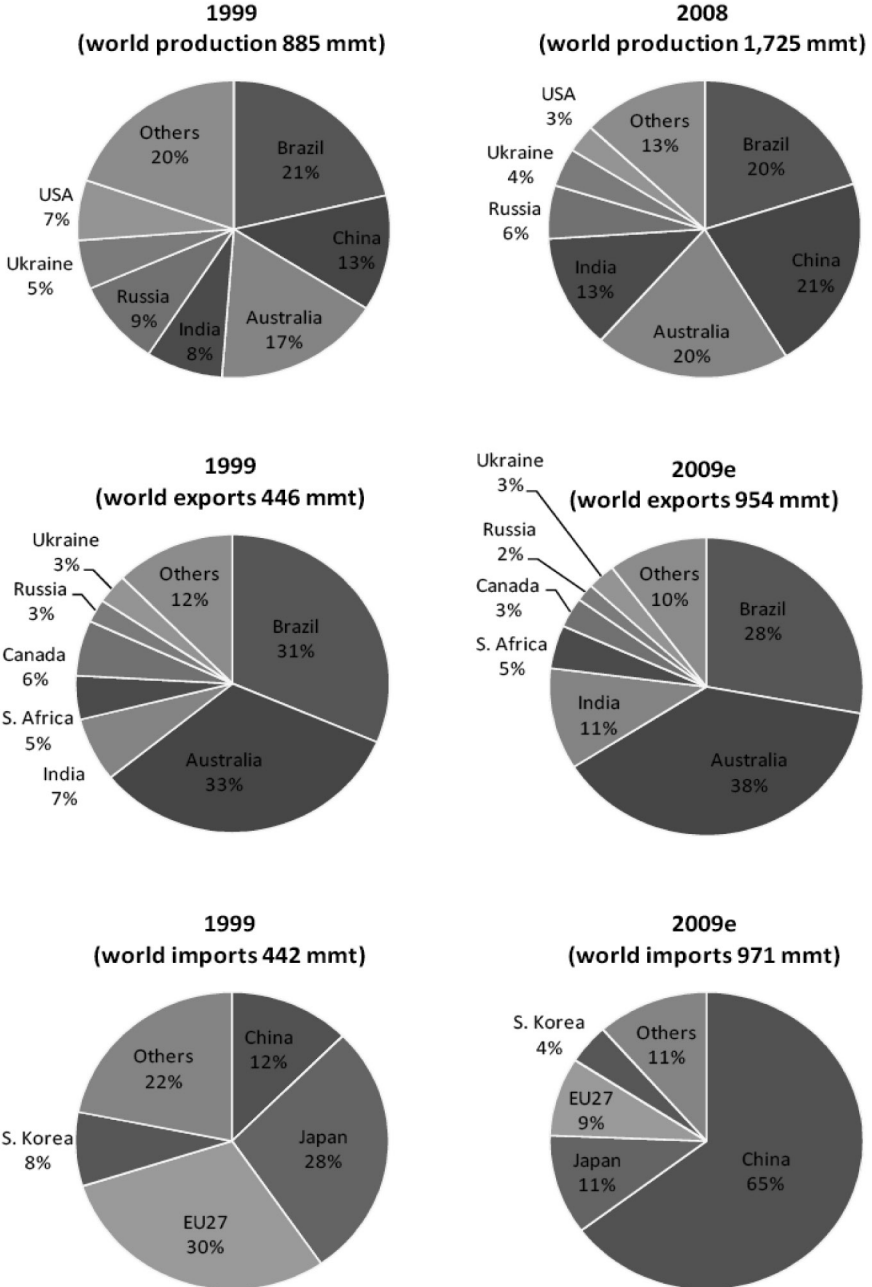 1999
(world production 885 mmt)
Others
20%
Brazil
21%
USA
7%
China
13%
Ukraine
5%
Russia
9%
India
8%
Australia
17%
2008
(world production 1,725 mmt)
USA
3%
Others
13%
Brazil
20%
Ukraine
4%
Russia
6%
India
13%
China
21%
Australia
20%
1999
(world exports 446 mmt)
Ukraine
3%
Others
12%
Russia
3%
Brazil
31%
Canada
6%
S. Africa
5%
India
7%
Australia
33%
2009e
(world exports 954 mmt)
Ukraine
3%
Russia
2%
Others
10%
Canada
3%
Brazil
28%
S. Africa
5%
India
11%
Australia
38%
1999
(world imports 442 mmt)
China
12%
Others
22%
Japan
28%
S. Korea
8%
EU27
30%
2009e
(world imports 971 mmt)
S. Korea
4%
Others
11%
EU27
9%
Japan
11%
China
65%